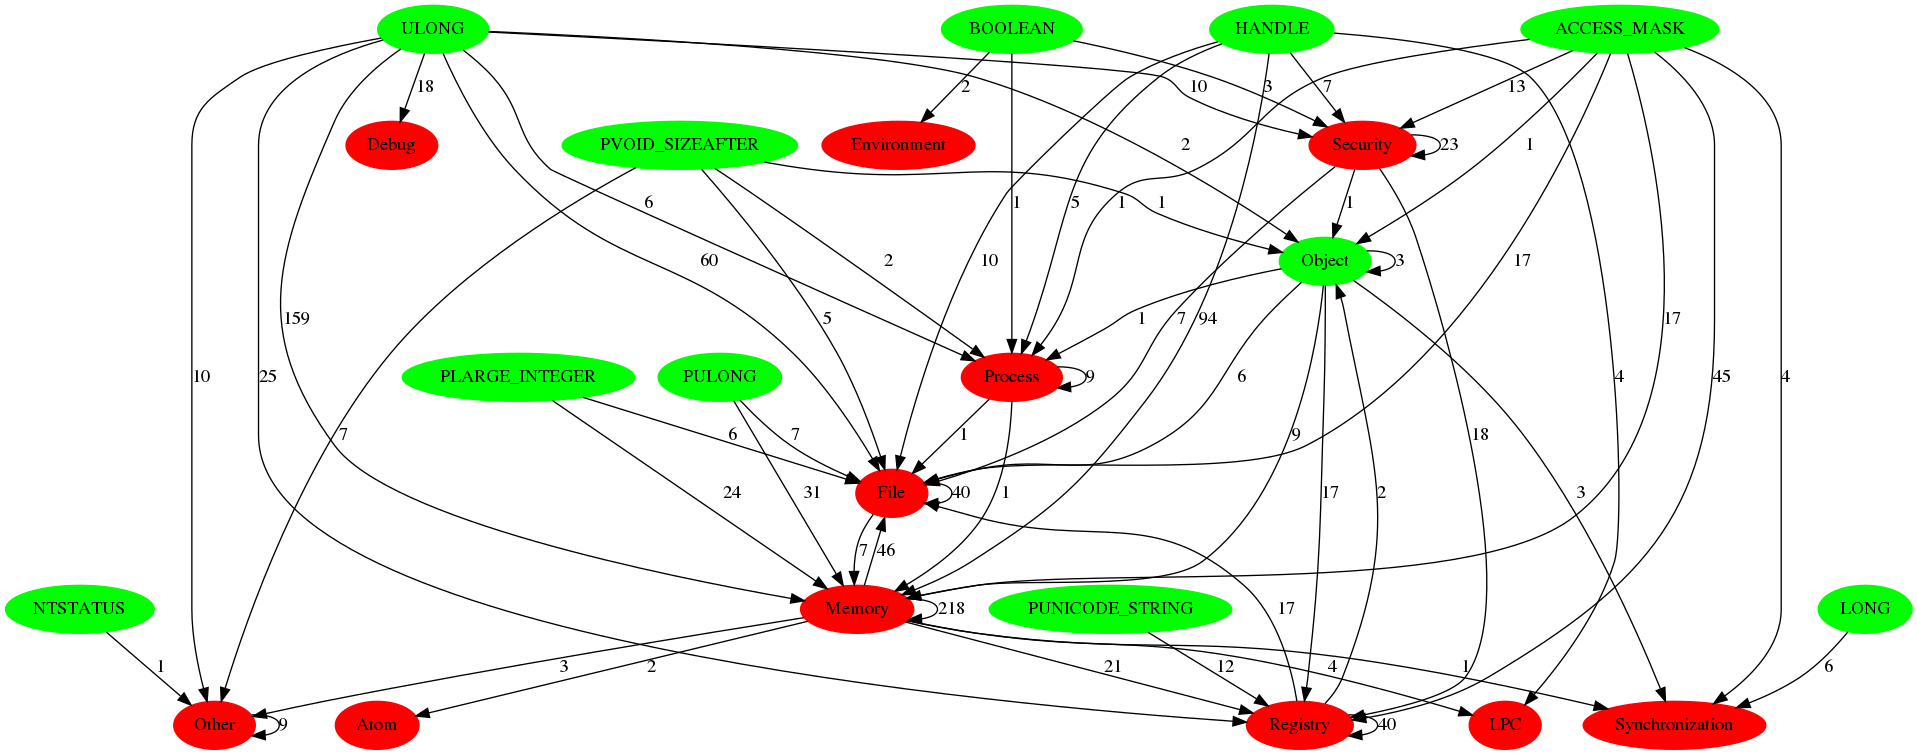 ULONG
BOOLEAN
HANDLE
ACCESS_MASK
18
2
10
3
7
13
Debug
PVOID_SIZEAFTER
Environment
Security
23
2
1
6
1
5
1
1
1
60
2
10
Object
3
17
159
5
1
7
94
17
10
25
PLARGE_INTEGER
PULONG
Process
9
6
4
45
4
7
6
7
1
9
18
24
31
File
40
1
17
2
3
7
46
NTSTATUS
Memory
218
PUNICODE_STRING
17
LONG
1
3
2
21
12
4
1
6
Other
9
Atom
Registry
40
LPC
Synchronization